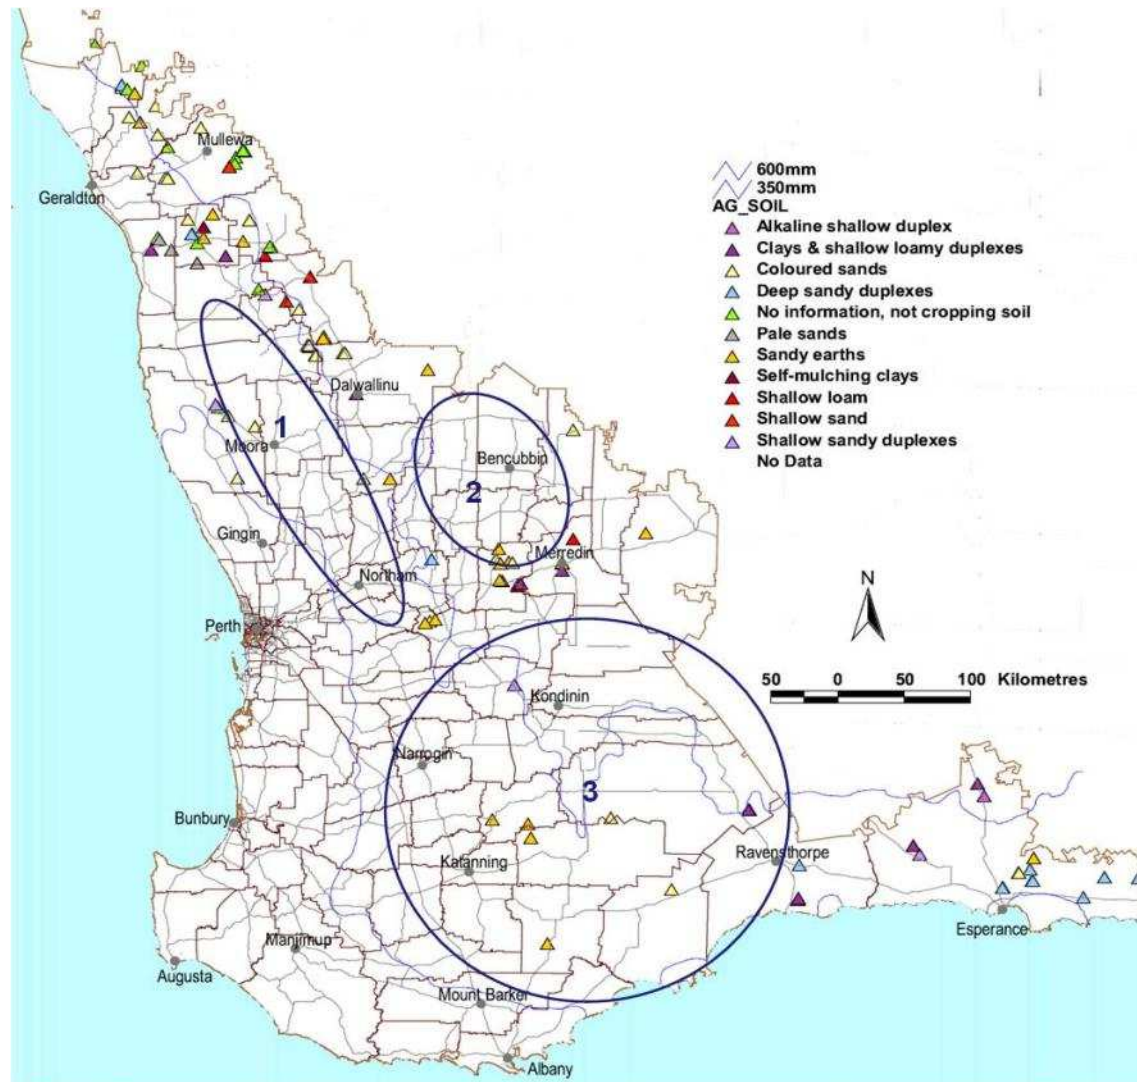 Mullewa
Geraldton
600mm
350mm
AG_SOIL
Alkaline shallow duplex
Clays & shallow loamy duplexes
Coloured sands
Deep sandy duplexes
No information, not cropping soil
Pale sands
Sandy earths
Self-mulching clays
Shallow loam
Shallow sand
Shallow sandy duplexes
No Data
Dalwallinu
1
Moora
Bencubbin
2
Gingin
Merredin
Northam
N
Perth
50 0 50 100 Kilometres
Kondinin
Narrogin
3
Bunbury
Ravensthorpe
Katanning
Esperance
Manjimup
Augusta
Mount Barker
Albany